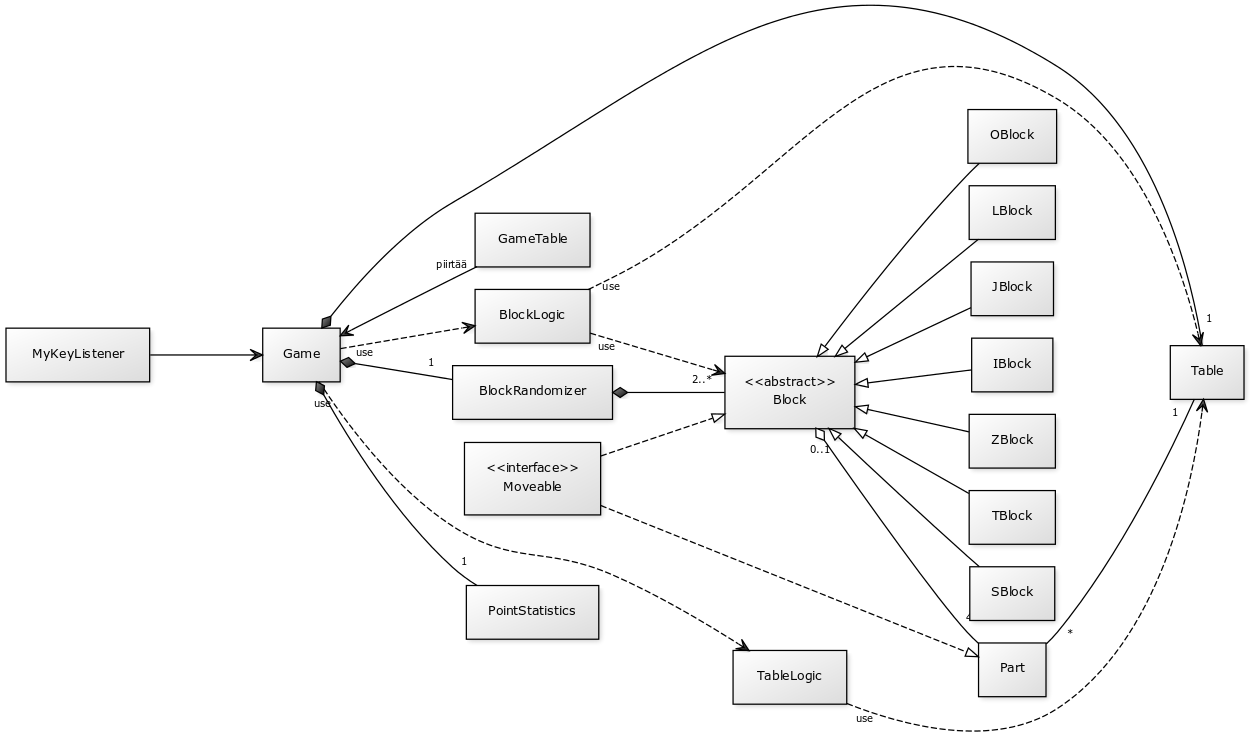 OBlock
LBlock
GameTable
piirtää
JBlock
use
BlockLogic
1
MyKeyListener
Game
use
use
1
IBlock
Table
2..*
<<abstract>>
Block
BlockRandomizer
use
1
ZBlock
0..1
<<interface>>
Moveable
TBlock
1
SBlock
PointStatistics
4
*
Part
TableLogic
use